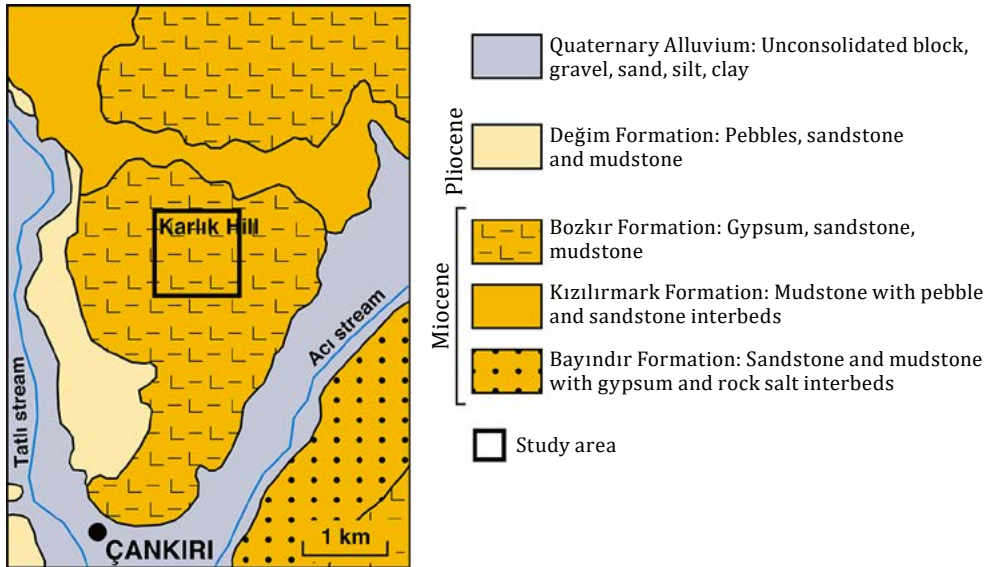 Karlık Hill
Tatlı stream
Acı stream
ÇANKIRI
1 km
Quaternary Alluvium: Unconsolidated block,
gravel, sand, silt, clay
Pliocene
Değim Formation: Pebbles, sandstone
and mudstone
Miocene
Bozkır Formation: Gypsum, sandstone,
mudstone
Kızılırmark Formation: Mudstone with pebble
and sandstone interbeds
Bayındır Formation: Sandstone and mudstone
with gypsum and rock salt interbeds
Study area